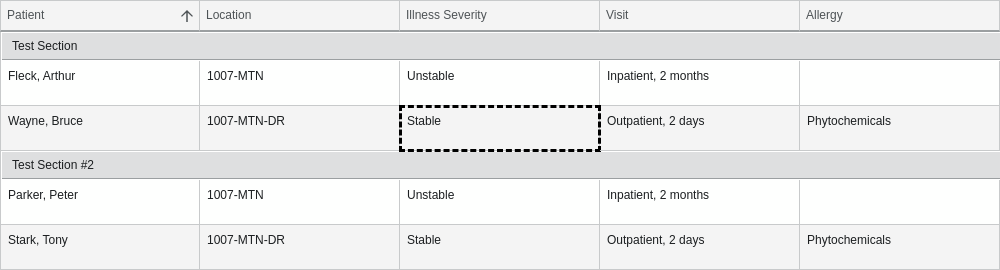 Patient Location Illness Severity Visit Allergy
Test Section
Fleck, Arthur 1007-MTN Unstable Inpatient, 2 months
Wayne, Bruce 1007-MTN-DR Stable Outpatient, 2 days Phytochemicals
Test Section #2
Parker, Peter 1007-MTN Unstable Inpatient, 2 months
Stark, Tony 1007-MTN-DR Stable Outpatient, 2 days Phytochemicals